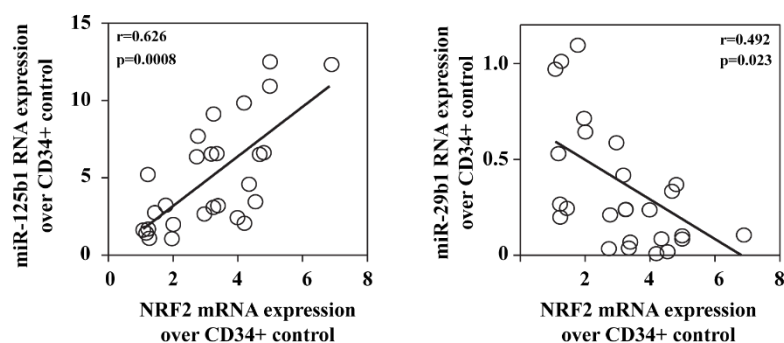 r=0.626
p=0.0008
miR-125b1 RNA expression
over CD34+ control
15
10
5
0
0
2
4
6
8
NRF2 mRNA expression
over CD34+ control
r=0.492
p=0.023
miR-29b1 RNA expression
over CD34+ control
1.0
0.5
0
0
2
4
6
8
NRF2 mRNA expression
over CD34+ control